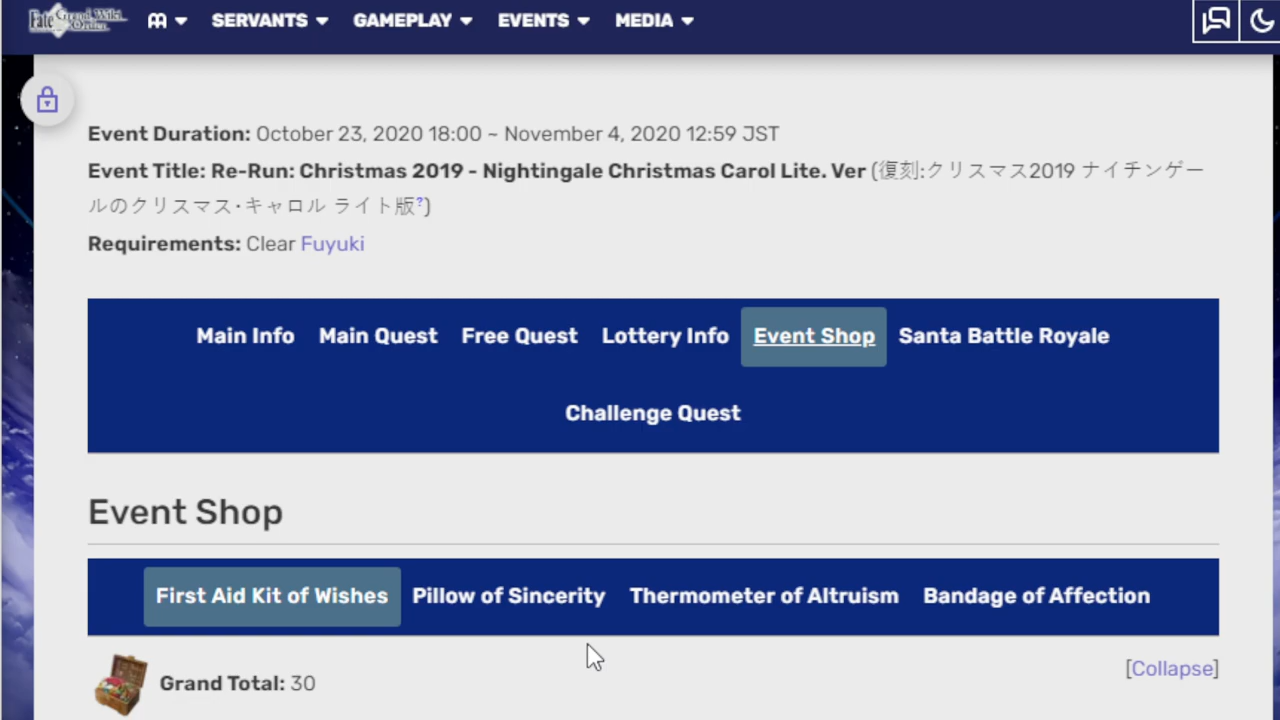 Fate Grand Order Wiki
SERVANTS
GAMEPLAY
EVENTS
MEDIA
Event Duration: October 23, 2020 18:00 ~ November 4, 2020 12:59 JST
Event Title: Re-Run: Christmas 2019 - Nightingale Christmas Carol Lite. Ver (復刻:クリスマス2019 ナイチンゲー
ルのクリスマス･キャロル ライト版?)
Requirements: Clear Fuyuki
Main Info Main Quest Free Quest Lottery Info Event Shop Santa Battle Royale
Challenge Quest
Event Shop
First Aid Kit of Wishes Pillow of Sincerity Thermometer of Altruism Bandage of Affection
[Collapse]
Grand Total: 30